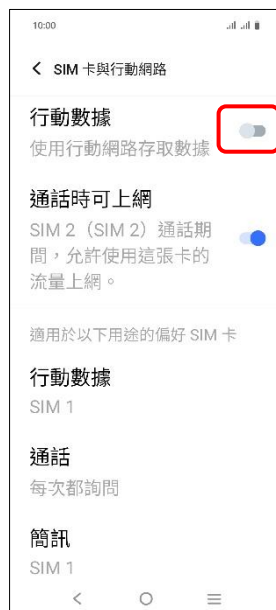 10:00
SIM 卡與行動網路
行動數據
使用行動網路存取數據
通話時可上網
SIM 2（SIM 2）通話期
間，允許使用這張卡的
流量上網。
適用於以下用途的偏好 SIM 卡
行動數據
SIM 1
通話
每次都詢問
簡訊
SIM 1